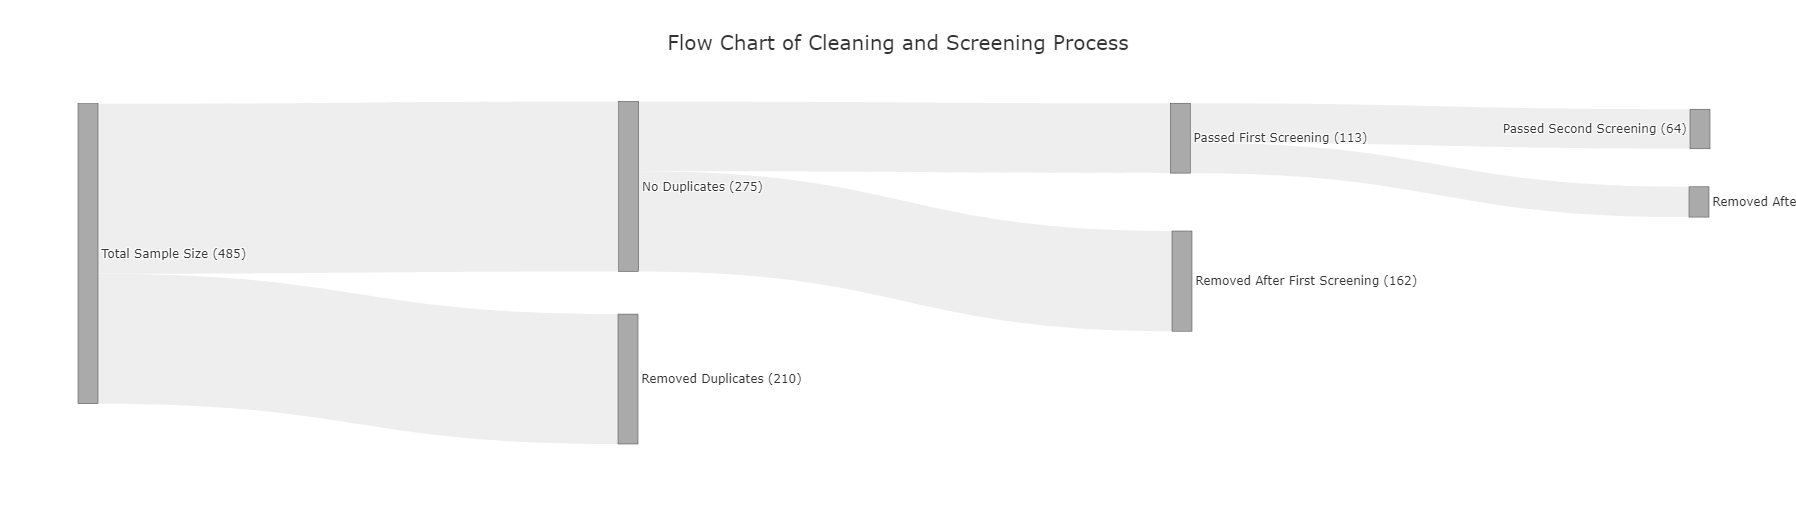 Flow Chart of Cleaning and Screening Process
Total Sample Size (485)
No Duplicates (275)
Removed Duplicates (210)
Passed First Screening (113)
Removed After First Screening (162)
Passed Second Screening (64)
Removed Afte